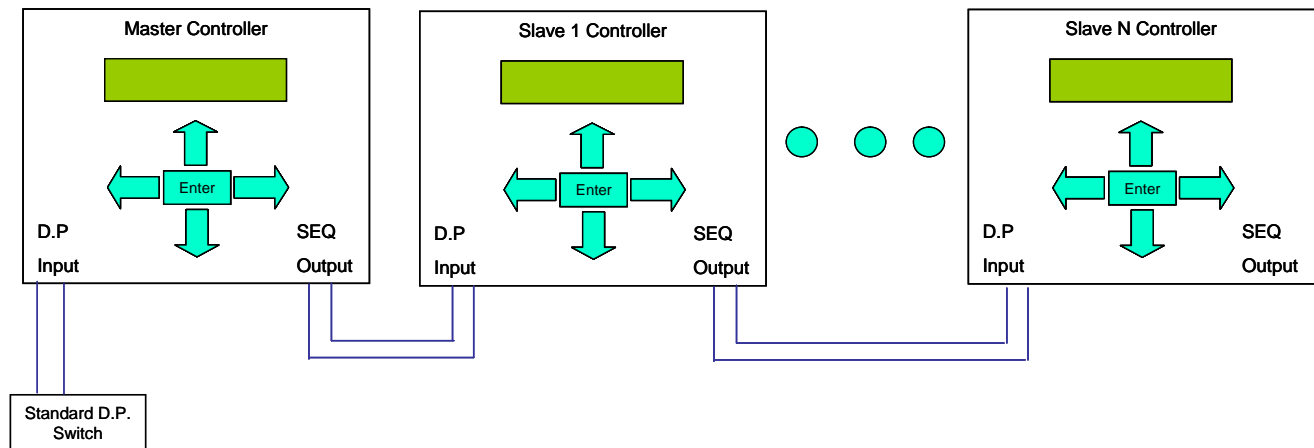 Master Controller
Enter
D.P
Input
SEQ
Output
Slave 1 Controller
Enter
D.P
Input
SEQ
Output
Slave N Controller
Enter
D.P
Input
SEQ
Output
Standard D.P.
Switch